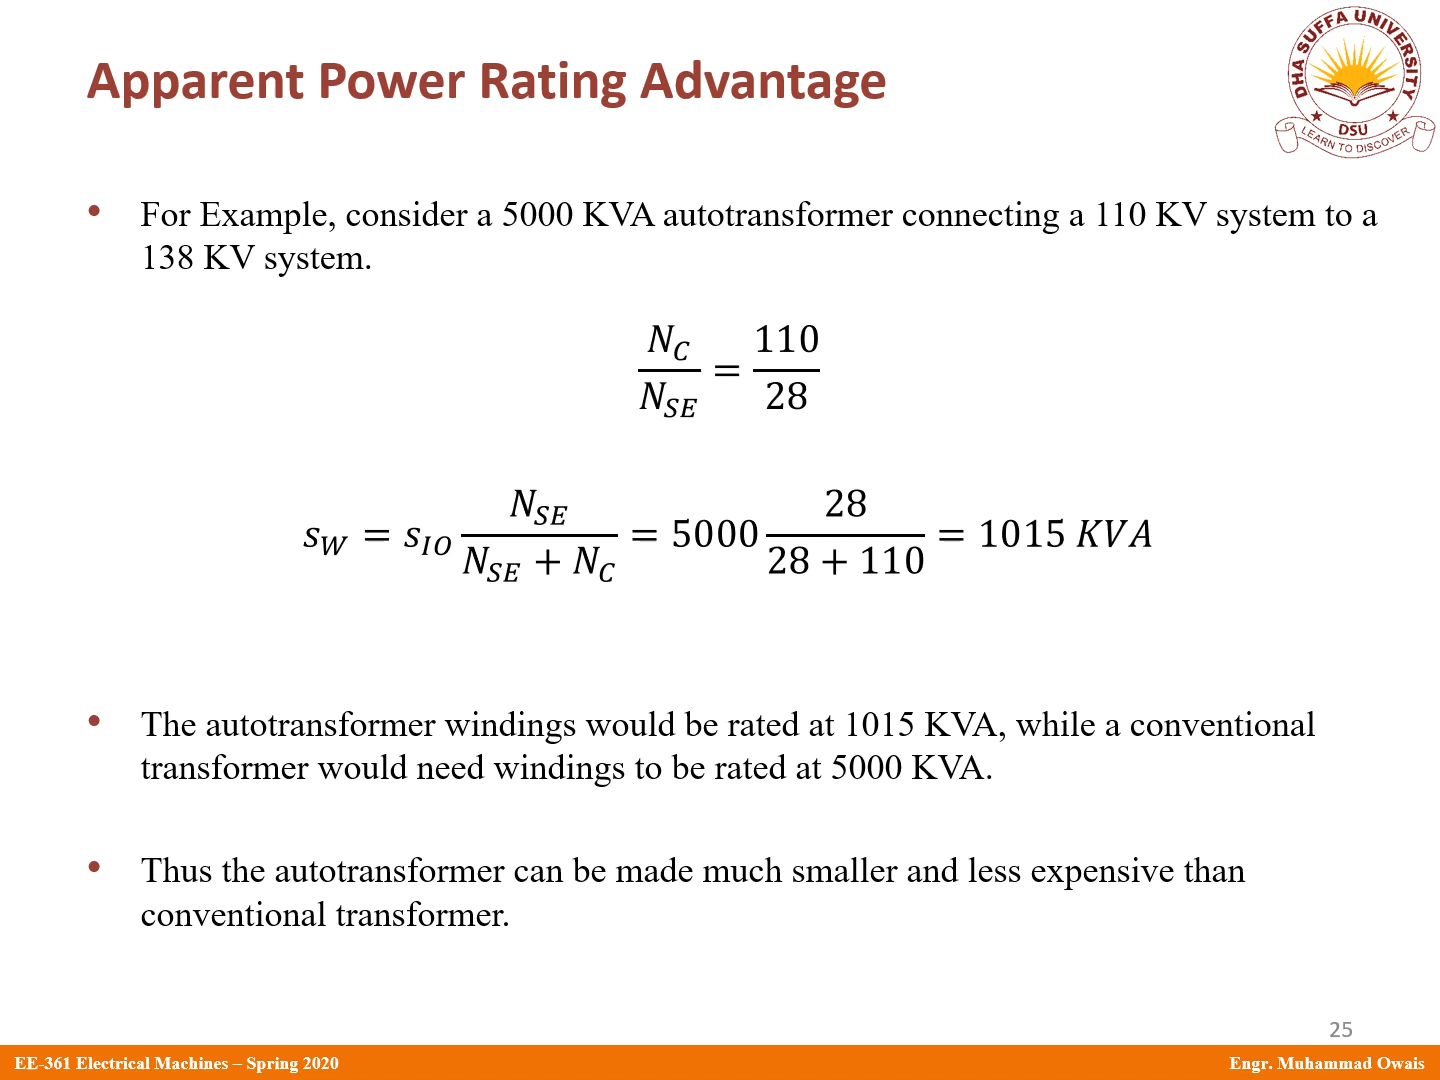 Apparent Power Rating Advantage
DHA SUFFA UNIVERSITY
DSU
LEARN TO DISCOVER
• For Example, consider a 5000 KVA autotransformer connecting a 110 KV system to a
138 KV system.
N_C / N_SE = 110 / 28
s_W = s_IO N_SE / (N_SE + N_C) = 5000 28 / (28 + 110) = 1015 KVA
• The autotransformer windings would be rated at 1015 KVA, while a conventional
transformer would need windings to be rated at 5000 KVA.
• Thus the autotransformer can be made much smaller and less expensive than
conventional transformer.
25
EE-361 Electrical Machines – Spring 2020
Engr. Muhammad Owais